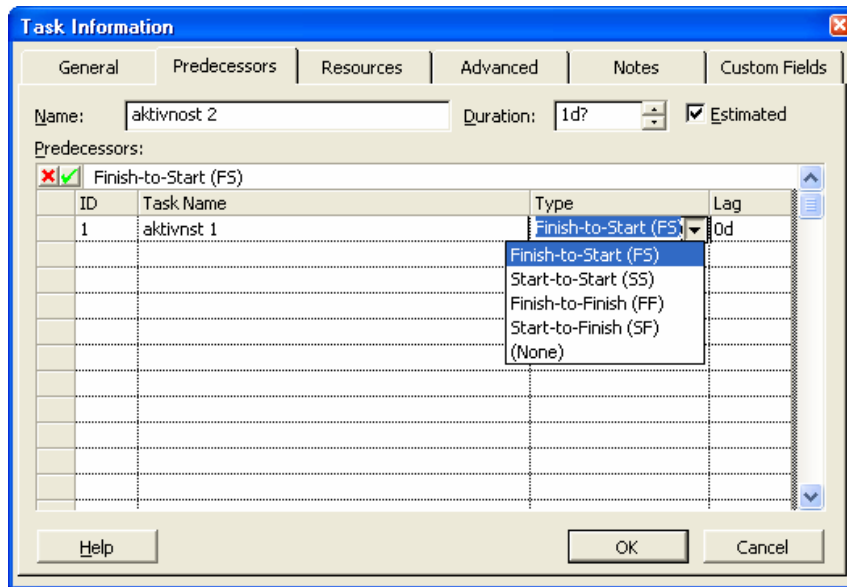 Task Information
General Predecessors Resources Advanced Notes Custom Fields
Name: aktivnost 2 Duration: 1d? Estimated
Predecessors:
Finish-to-Start (FS)
ID Task Name Type Lag
1 aktivnst 1 Finish-to-Start (FS) 0d
Finish-to-Start (FS)
Start-to-Start (SS)
Finish-to-Finish (FF)
Start-to-Finish (SF)
(None)
Help OK Cancel